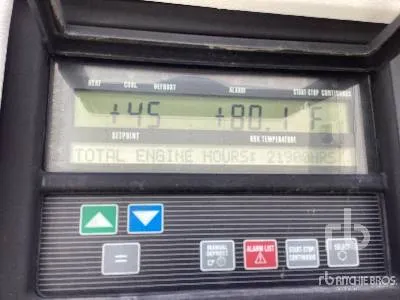 HEAT COOL DEFROST ALARM START-STOP CONTINUOUS
+45 +80.1 F
SETPOINT BOX TEMPERATURE
TOTAL ENGINE HOURS: 21900HRS
MANUAL DEFROST ALARM LIST START-STOP CONTINUOUS SELECT
=
rb
RITCHIE BROS.